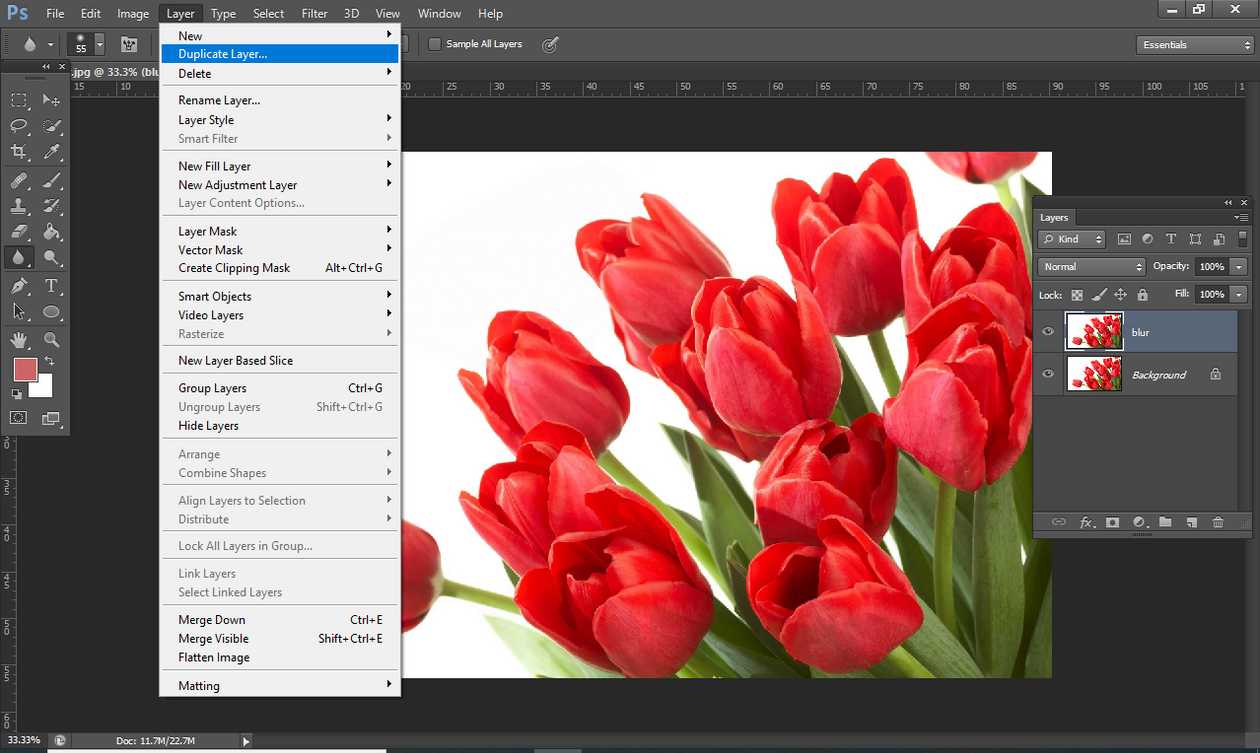 Ps File Edit Image Layer Type Select Filter 3D View Window Help
55 Sample All Layers Essentials
.jpg @ 33.3% (blu
15 10 20 25 30 35 40 45 50 55 60 65 70 75 80 85 90 95 100 105
New
Duplicate Layer...
Delete
Rename Layer...
Layer Style
Smart Filter
New Fill Layer
New Adjustment Layer
Layer Content Options...
Layer Mask
Vector Mask
Create Clipping Mask Alt+Ctrl+G
Smart Objects
Video Layers
Rasterize
New Layer Based Slice
Group Layers Ctrl+G
Ungroup Layers Shift+Ctrl+G
Hide Layers
Arrange
Combine Shapes
Align Layers to Selection
Distribute
Lock All Layers in Group...
Link Layers
Select Linked Layers
Merge Down Ctrl+E
Merge Visible Shift+Ctrl+E
Flatten Image
Matting
Layers
Kind
Normal Opacity: 100%
Lock: Fill: 100%
blur
Background
35
40
45
50
55
60
33.33% Doc: 11.7M/22.7M